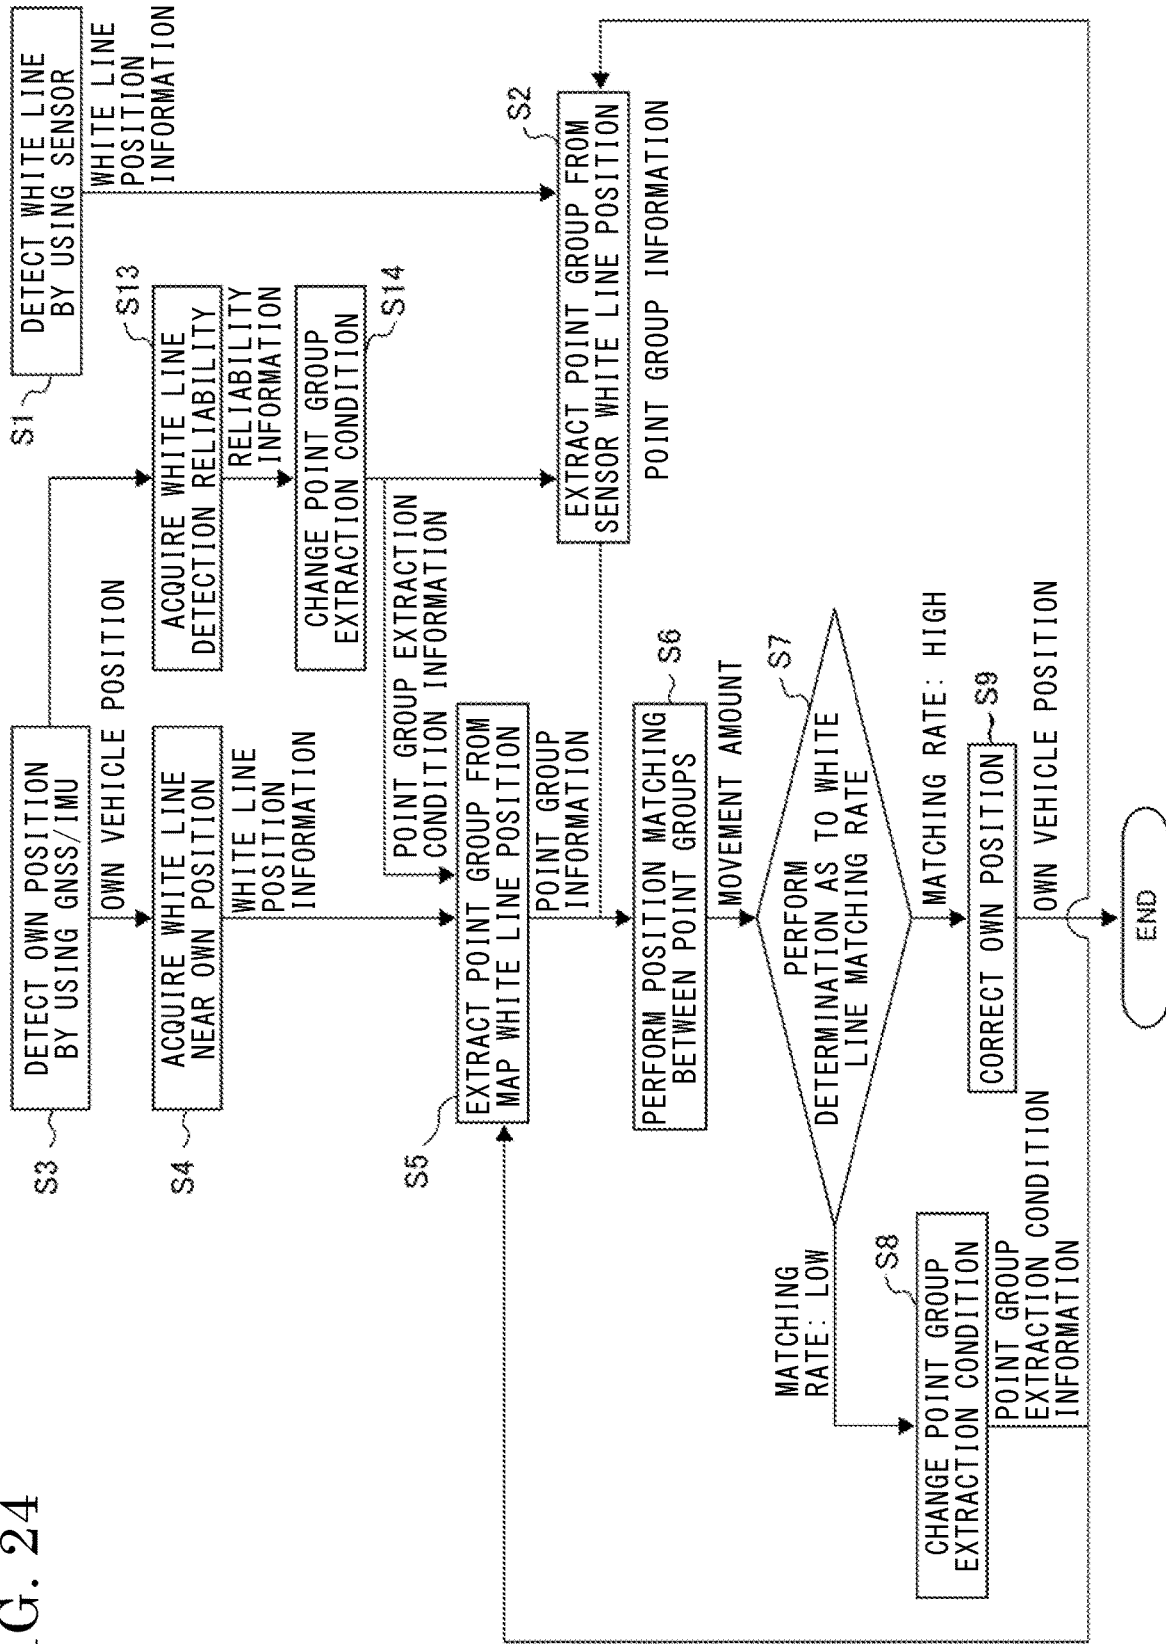 G. 24
S3
DETECT OWN POSITION
BY USING GNSS/IMU
OWN VEHICLE POSITION
S1
DETECT WHITE LINE
BY USING SENSOR
WHITE LINE
POSITION
INFORMATION
S4
ACQUIRE WHITE LINE
NEAR OWN POSITION
WHITE LINE
POSITION
INFORMATION
S13
ACQUIRE WHITE LINE
DETECTION RELIABILITY
RELIABILITY
INFORMATION
CHANGE POINT GROUP
EXTRACTION CONDITION
S14
POINT GROUP EXTRACTION
CONDITION INFORMATION
S5
EXTRACT POINT GROUP FROM
MAP WHITE LINE POSITION
POINT GROUP
INFORMATION
S2
EXTRACT POINT GROUP FROM
SENSOR WHITE LINE POSITION
POINT GROUP INFORMATION
PERFORM POSITION MATCHING
BETWEEN POINT GROUPS
S6
MOVEMENT AMOUNT
S7
PERFORM
DETERMINATION AS TO WHITE
LINE MATCHING RATE
MATCHING
RATE: LOW
MATCHING RATE: HIGH
S8
CHANGE POINT GROUP
EXTRACTION CONDITION
POINT GROUP
EXTRACTION CONDITION
INFORMATION
CORRECT OWN POSITION
S9
OWN VEHICLE POSITION
END